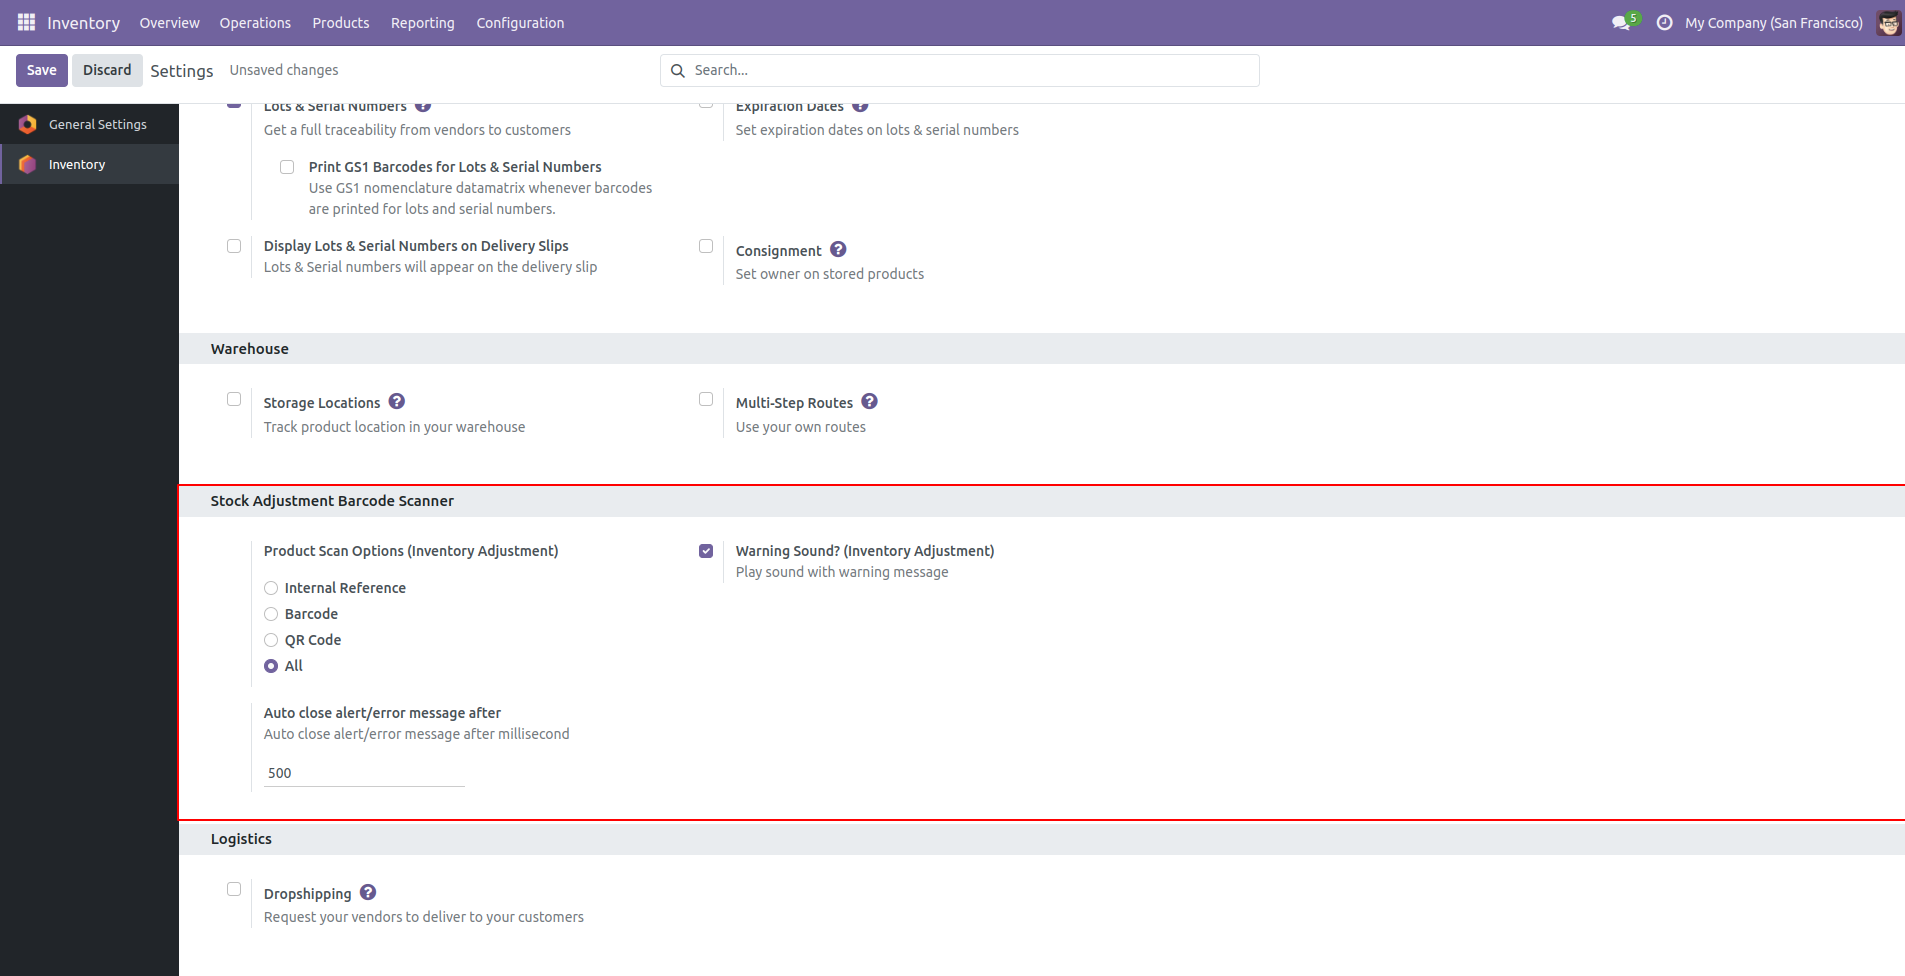 Inventory Overview Operations Products Reporting Configuration 5 My Company (San Francisco)
Save Discard Settings Unsaved changes Search...
General Settings
Inventory
Lots & Serial Numbers ? Expiration Dates ?
Get a full traceability from vendors to customers Set expiration dates on lots & serial numbers
Print GS1 Barcodes for Lots & Serial Numbers
Use GS1 nomenclature datamatrix whenever barcodes
are printed for lots and serial numbers.
Display Lots & Serial Numbers on Delivery Slips
Lots & Serial numbers will appear on the delivery slip
Consignment ?
Set owner on stored products
Warehouse
Storage Locations ?
Track product location in your warehouse
Multi-Step Routes ?
Use your own routes
Stock Adjustment Barcode Scanner
Product Scan Options (Inventory Adjustment)
Internal Reference
Barcode
QR Code
All
Warning Sound? (Inventory Adjustment)
Play sound with warning message
Auto close alert/error message after
Auto close alert/error message after millisecond
500
Logistics
Dropshipping ?
Request your vendors to deliver to your customers